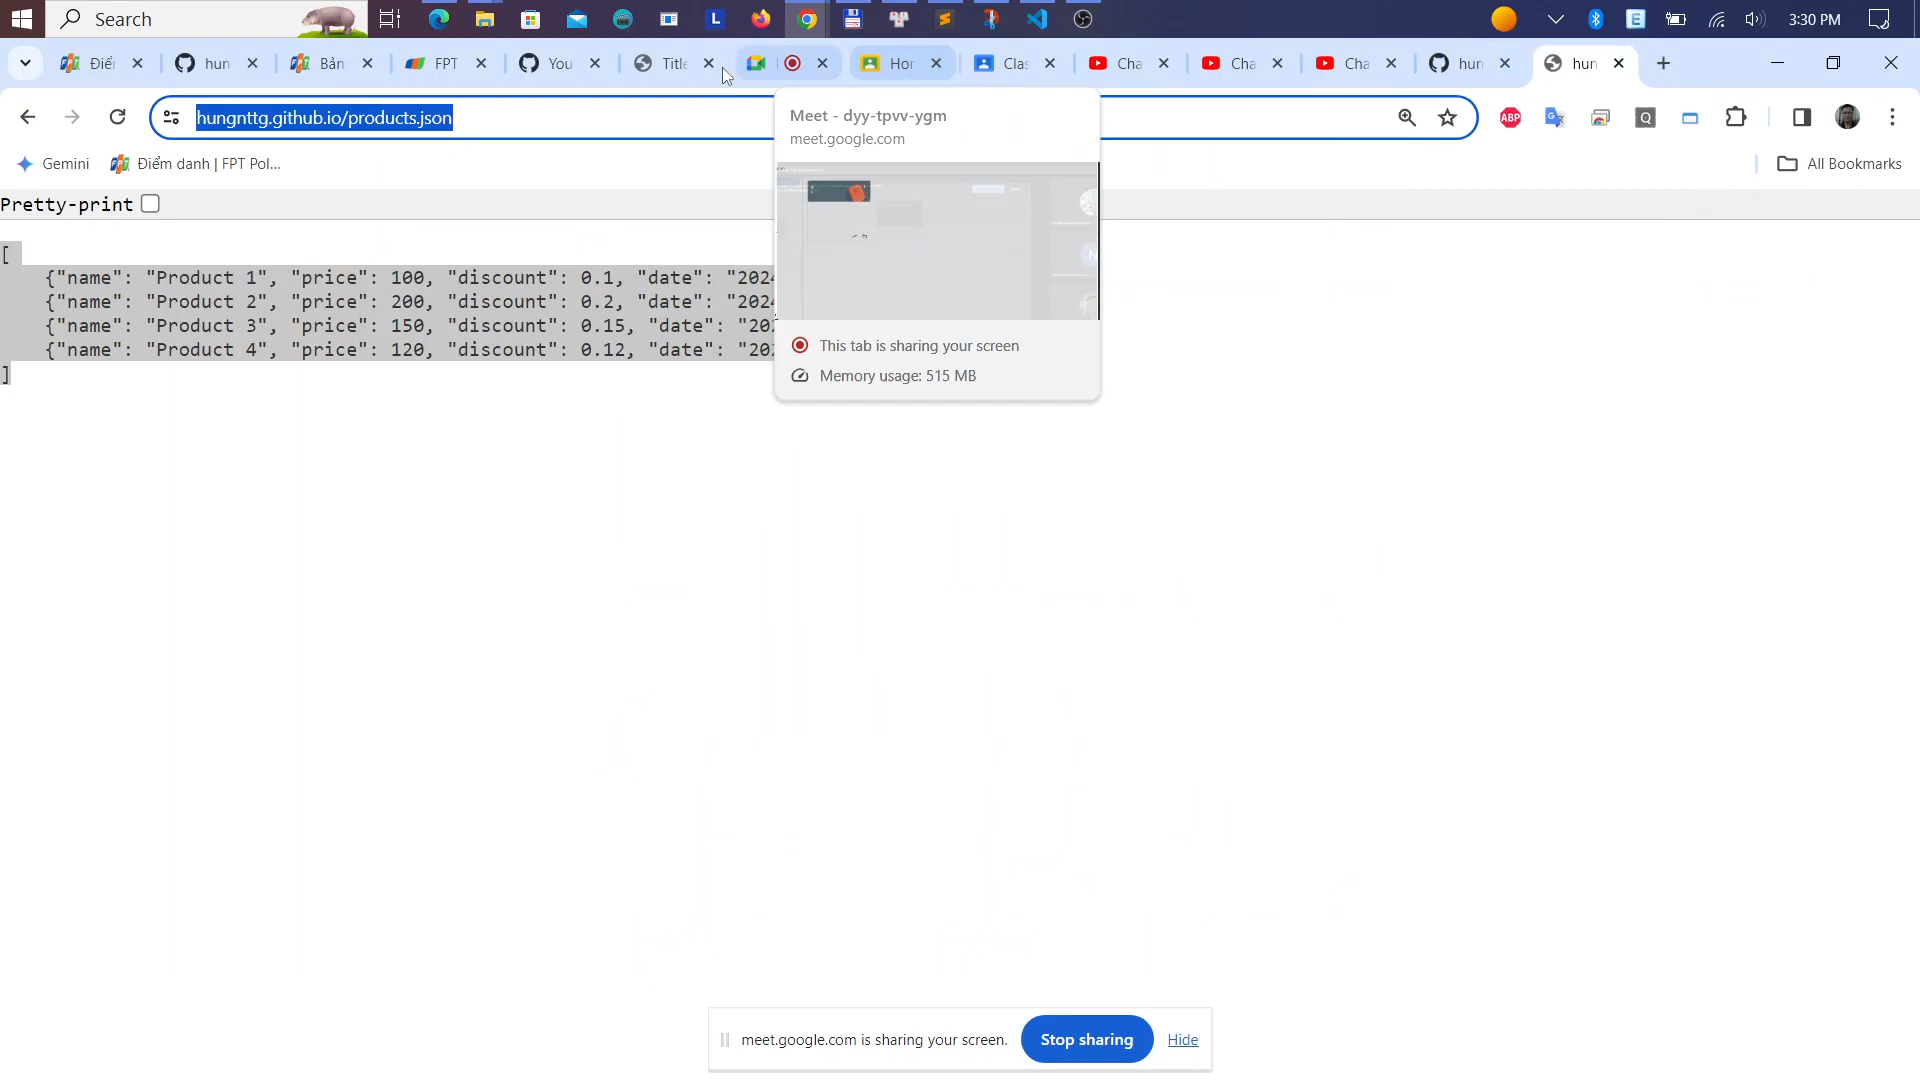 Search
L
E
3:30 PM
Điểr
hun
Bản
FPT
You
Title
Hor
Clas
Cha
Cha
Cha
hun
hun
hungnttg.github.io/products.json
ABP
Q
Gemini
Điểm danh | FPT Pol...
All Bookmarks
Meet - dyy-tpvv-ygm
meet.google.com
This tab is sharing your screen
Memory usage: 515 MB
Pretty-print
[
{"name": "Product 1", "price": 100, "discount": 0.1, "date": "2024
{"name": "Product 2", "price": 200, "discount": 0.2, "date": "2024
{"name": "Product 3", "price": 150, "discount": 0.15, "date": "20
{"name": "Product 4", "price": 120, "discount": 0.12, "date": "20
]
meet.google.com is sharing your screen.
Stop sharing
Hide